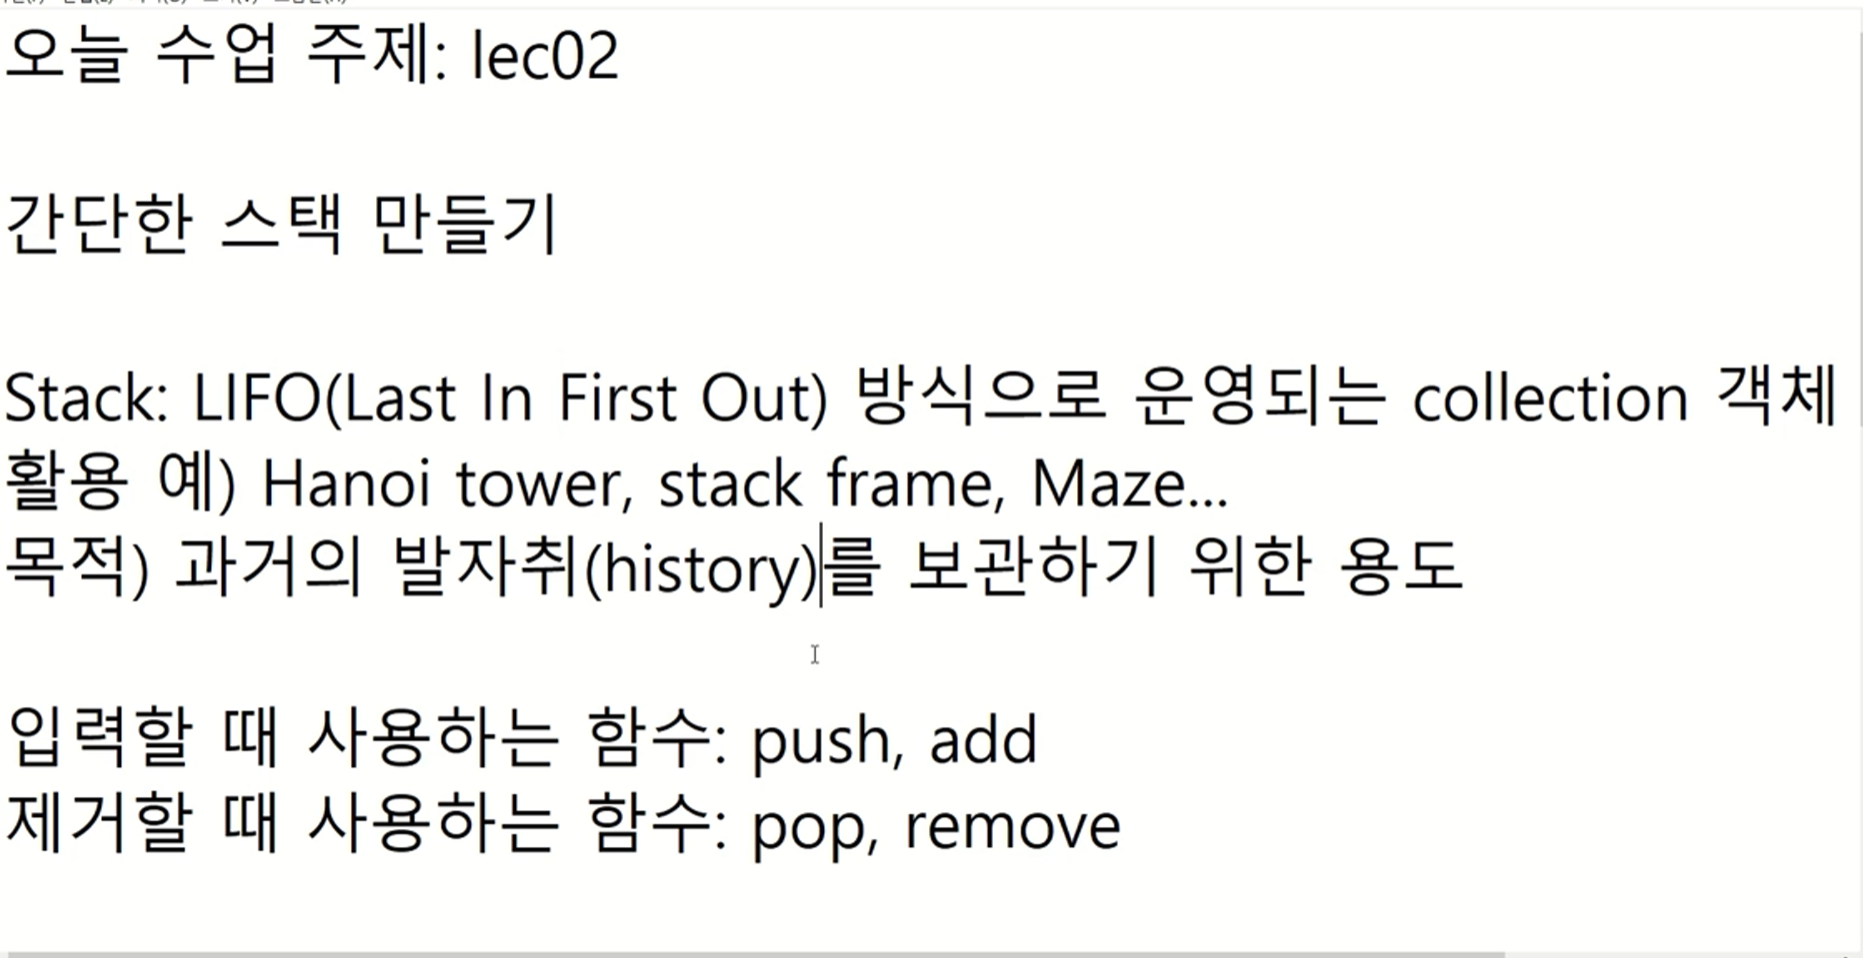 오늘 수업 주제: lec02
간단한 스택 만들기
Stack: LIFO(Last In First Out) 방식으로 운영되는 collection 객체
활용 예) Hanoi tower, stack frame, Maze...
목적) 과거의 발자취(history)를 보관하기 위한 용도
입력할 때 사용하는 함수: push, add
제거할 때 사용하는 함수: pop, remove